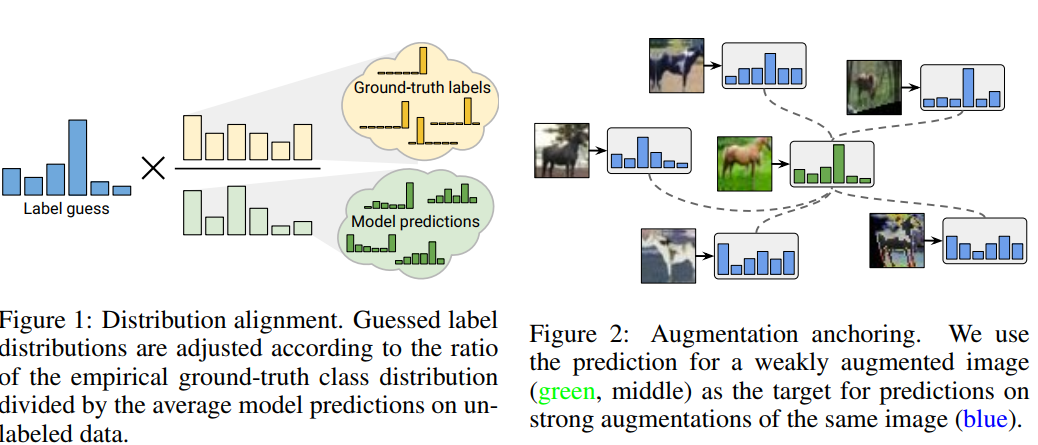 Ground-truth labels
Label guess
Model predictions
Figure 1: Distribution alignment. Guessed label
distributions are adjusted according to the ratio
of the empirical ground-truth class distribution
divided by the average model predictions on un-
labeled data.
Figure 2: Augmentation anchoring. We use
the prediction for a weakly augmented image
(green, middle) as the target for predictions on
strong augmentations of the same image (blue).